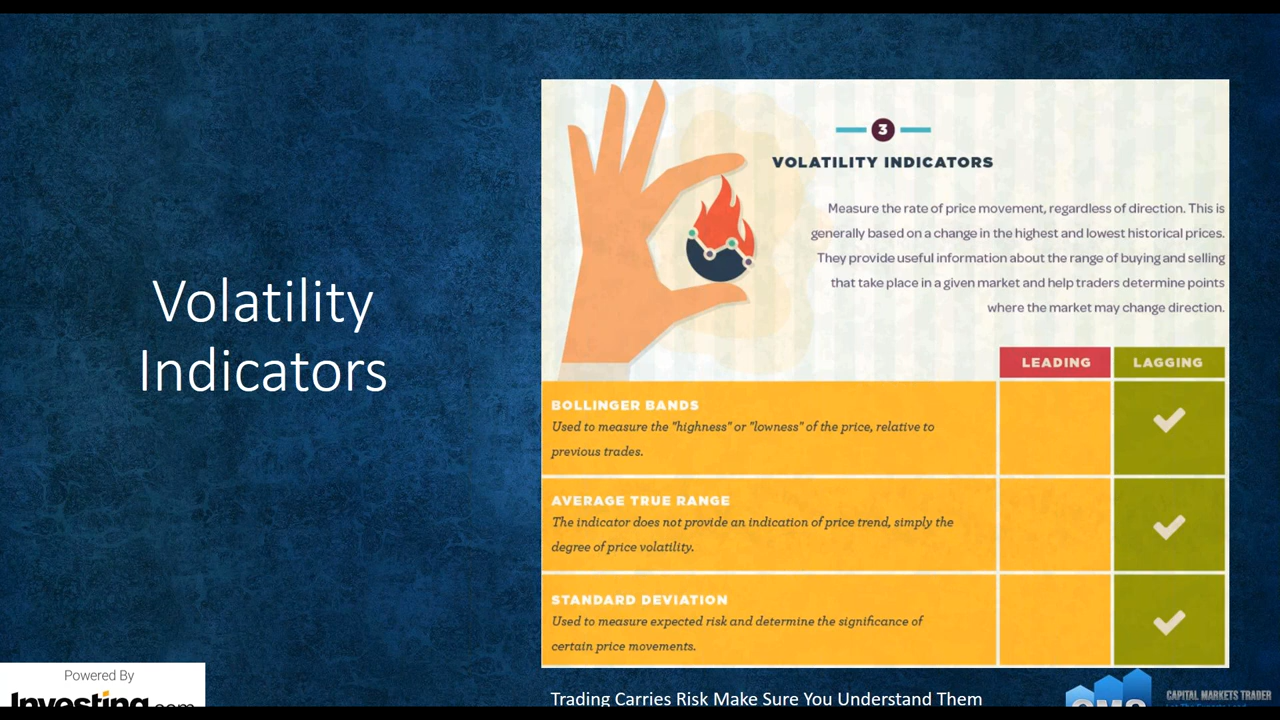 Volatility
Indicators
3
VOLATILITY INDICATORS
Measure the rate of price movement, regardless of direction. This is
generally based on a change in the highest and lowest historical prices.
They provide useful information about the range of buying and selling
that take place in a given market and help traders determine points
where the market may change direction.
LEADING
LAGGING
BOLLINGER BANDS
Used to measure the "highness" or "lowness" of the price, relative to
previous trades.
AVERAGE TRUE RANGE
The indicator does not provide an indication of price trend, simply the
degree of price volatility.
STANDARD DEVIATION
Used to measure expected risk and determine the significance of
certain price movements.
Powered By
Investing.com
Trading Carries Risk Make Sure You Understand Them
CAPITAL MARKETS TRADER